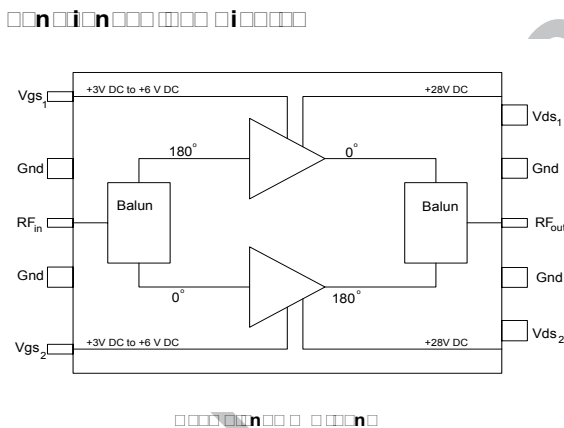 +3V DC to +6 V DC
+28V DC
Vgs1
Vds1
180°
0°
Gnd
Gnd
Balun
Balun
RFin
RFout
Gnd
Gnd
0°
180°
Vgs2
+3V DC to +6 V DC
+28V DC
Vds2